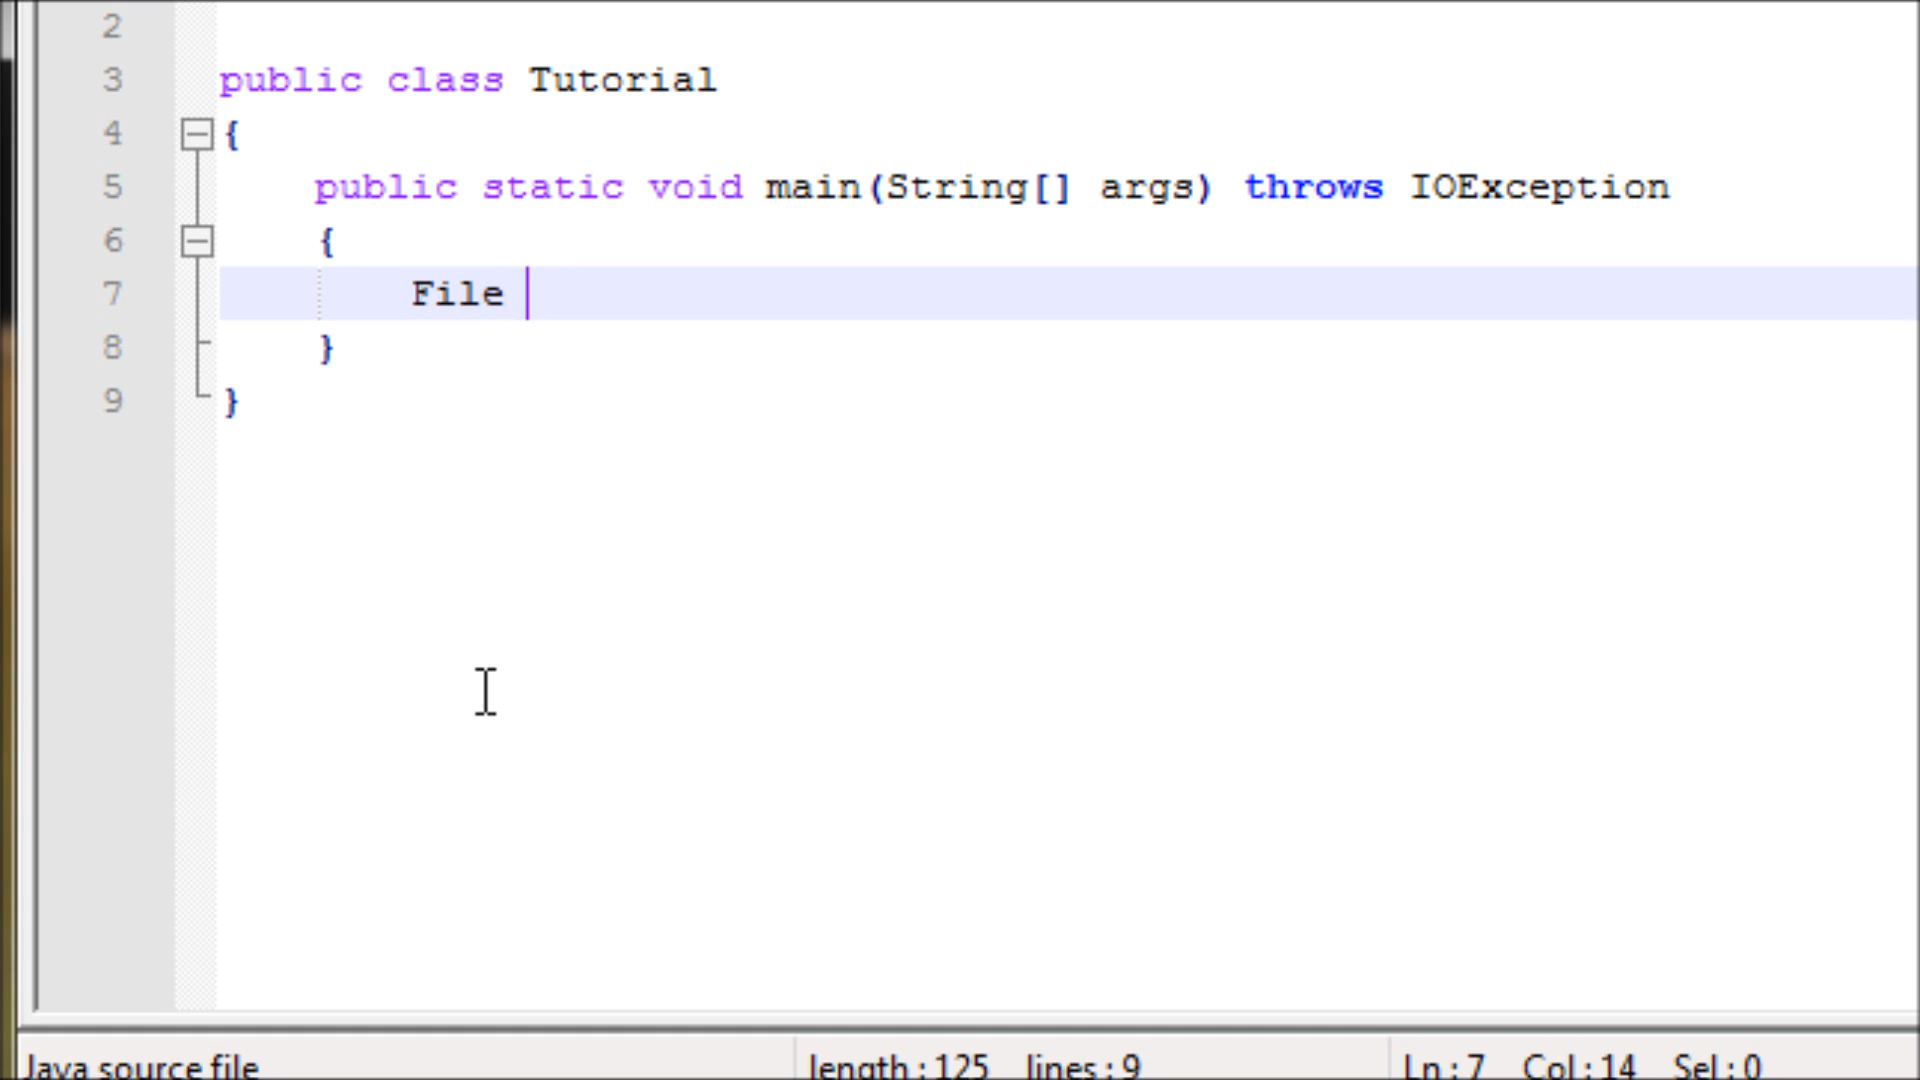 2
3 public class Tutorial
4 {
5 public static void main(String[] args) throws IOException
6 {
7 File
8 }
9 }
Java source file length : 125 lines : 9 Ln : 7 Col : 14 Sel : 0